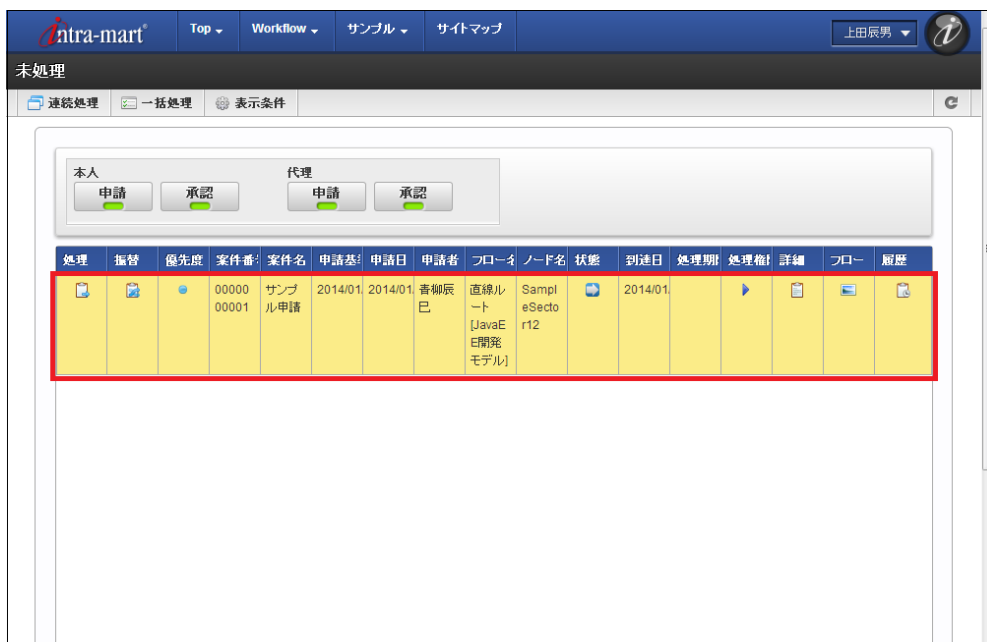 intra-mart® Top Workflow サンプル サイトマップ 上田辰男
未処理
連続処理 一括処理 表示条件
本人 代理
申請 承認 申請 承認
処理 振替 優先度 案件番 案件名 申請基 申請日 申請者 フロー名 ノード名 状態 到達日 処理期 処理権 詳細 フロー 履歴
00000 サンプ 2014/01. 2014/01. 青柳辰 直線ル Sampl 2014/01.
00001 ル申請 巳 ート eSecto
[JavaE r12
E開発
モデル]